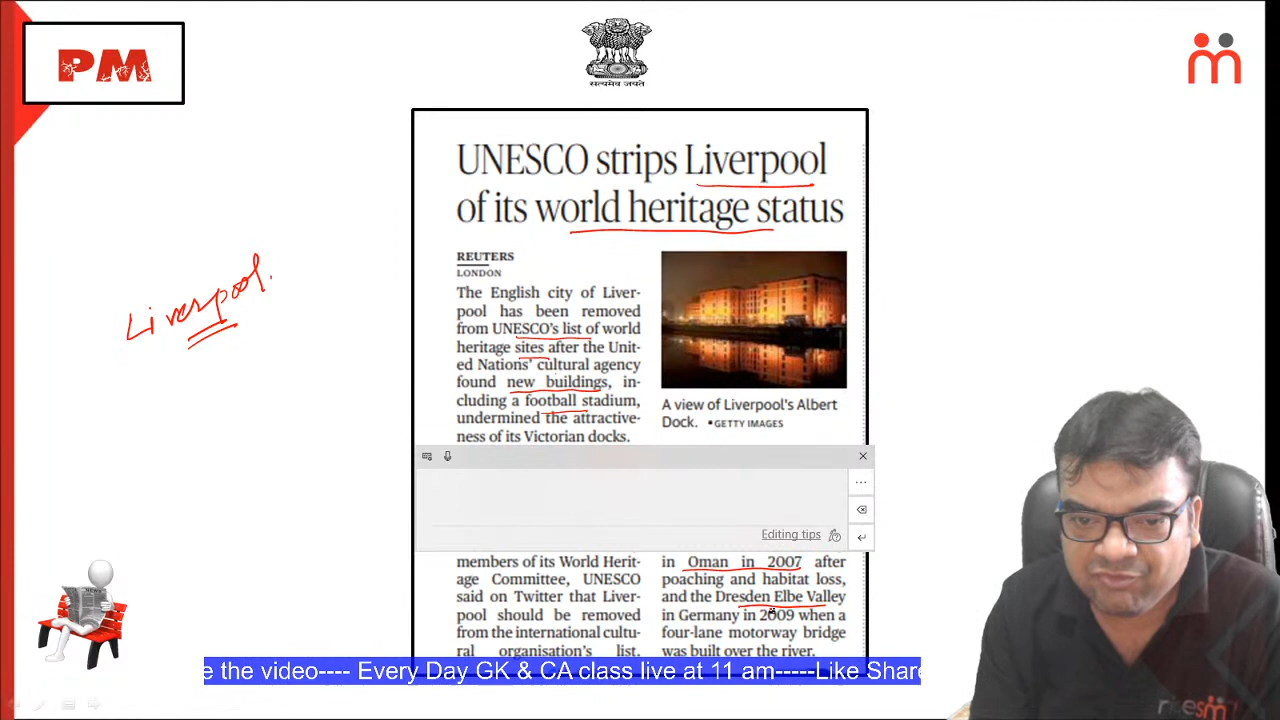 PM
सत्यमेव जयते
UNESCO strips Liverpool
of its world heritage status
REUTERS
LONDON
The English city of Liver-
pool has been removed
from UNESCO's list of world
heritage sites after the Unit-
ed Nations' cultural agency
found new buildings, in-
cluding a football stadium,
undermined the attractive-
ness of its Victorian docks.
A view of Liverpool's Albert
Dock. ▪GETTY IMAGES
Liverpool.
Editing tips
members of its World Herit-
age Committee, UNESCO
said on Twitter that Liver-
pool should be removed
from the international cultu-
ral organisation's list.
in Oman in 2007 after
poaching and habitat loss,
and the Dresden Elbe Valley
in Germany in 2009 when a
four-lane motorway bridge
was built over the river.
NEWS
e the video---- Every Day GK & CA class live at 11 am-----Like Share